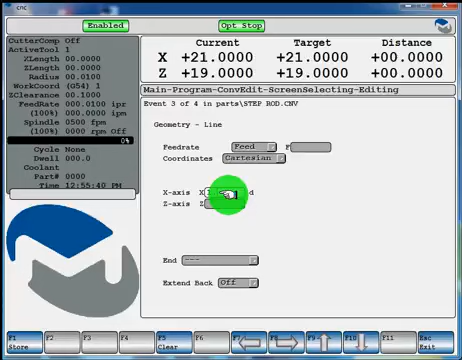 cnc
Enabled
Opt Stop
CutterComp Off
ActiveTool 1
XLength 00.0000
ZLength 00.0000
Radius 00.0100
WorkCoord (G54) 1
ZClearance 00.1000
FeedRate 000.0100 ipr
(100%) 000.0000 ipm
Spindle 5000 rpm
(100%) 0000 rpm Off
0%
Cycle None
Dwell 000.0
Coolant
Part# 0000
Time 12:55:40 PM
Current Target Distance
X +21.0000 +21.0000 +00.0000
Z +19.0000 +19.0000 +00.0000
Main-Program-ConvEdit-ScreenSelecting-Editing
Event 3 of 4 in parts\STEP ROD.CNV
Geometry - Line
Feedrate Feed F
Coordinates Cartesian
X-axis X d
Z-axis Z
End ---
Extend Back Off
F1 Store
F2
F3
F4
F5 Clear
F6
F7
F8
F9
F10
F11
Esc Exit